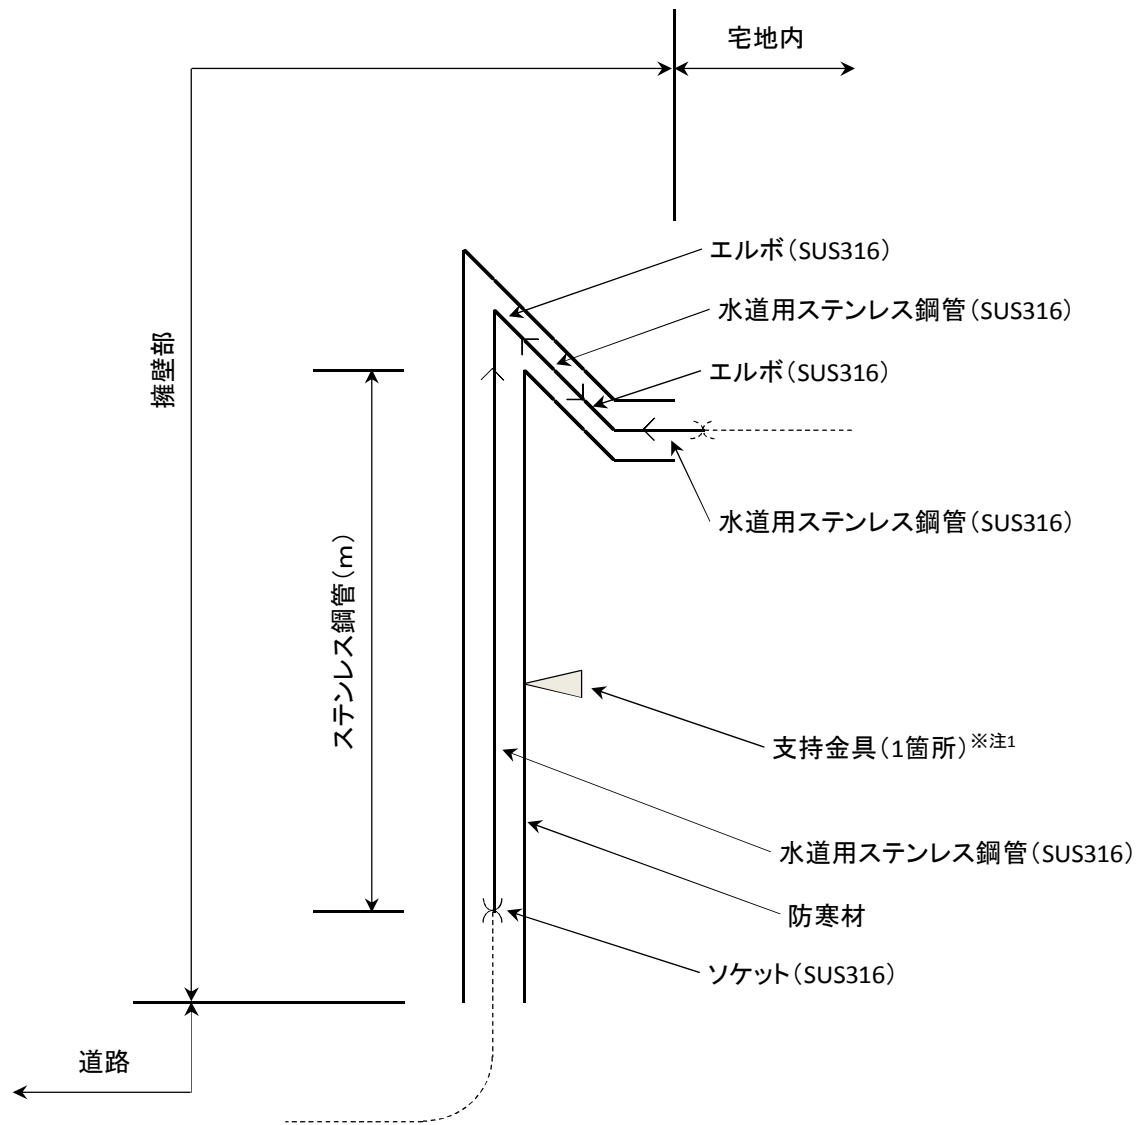 宅地内
エルボ（SUS316）
水道用ステンレス鋼管（SUS316）
擁壁部
エルボ（SUS316）
水道用ステンレス鋼管（SUS316）
ステンレス鋼管（ｍ）
支持金具（1箇所）※注1
水道用ステンレス鋼管（SUS316）
防寒材
ソケット（SUS316）
道路